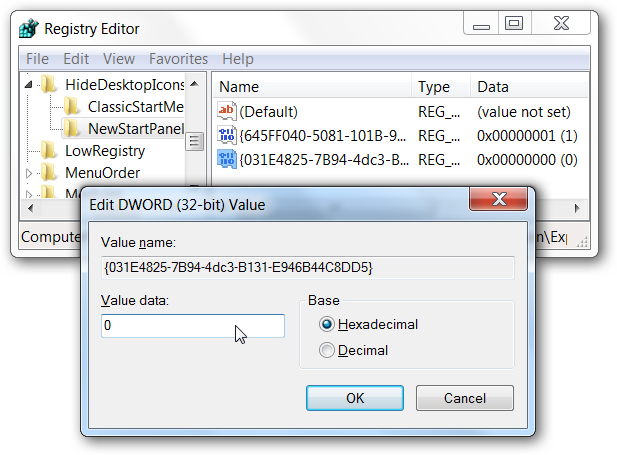 Registry Editor
File Edit View Favorites Help
HideDesktopIcons
ClassicStartMe
NewStartPanel
LowRegistry
MenuOrder
Name Type Data
ab (Default) REG_... (value not set)
{645FF040-5081-101B-9... REG_... 0x00000001 (1)
{031E4825-7B94-4dc3-B... REG_... 0x00000000 (0)
Compute
n\Exp
Edit DWORD (32-bit) Value
Value name:
{031E4825-7B94-4dc3-B131-E946B44C8DD5}
Value data:
0
Base
Hexadecimal
Decimal
OK Cancel